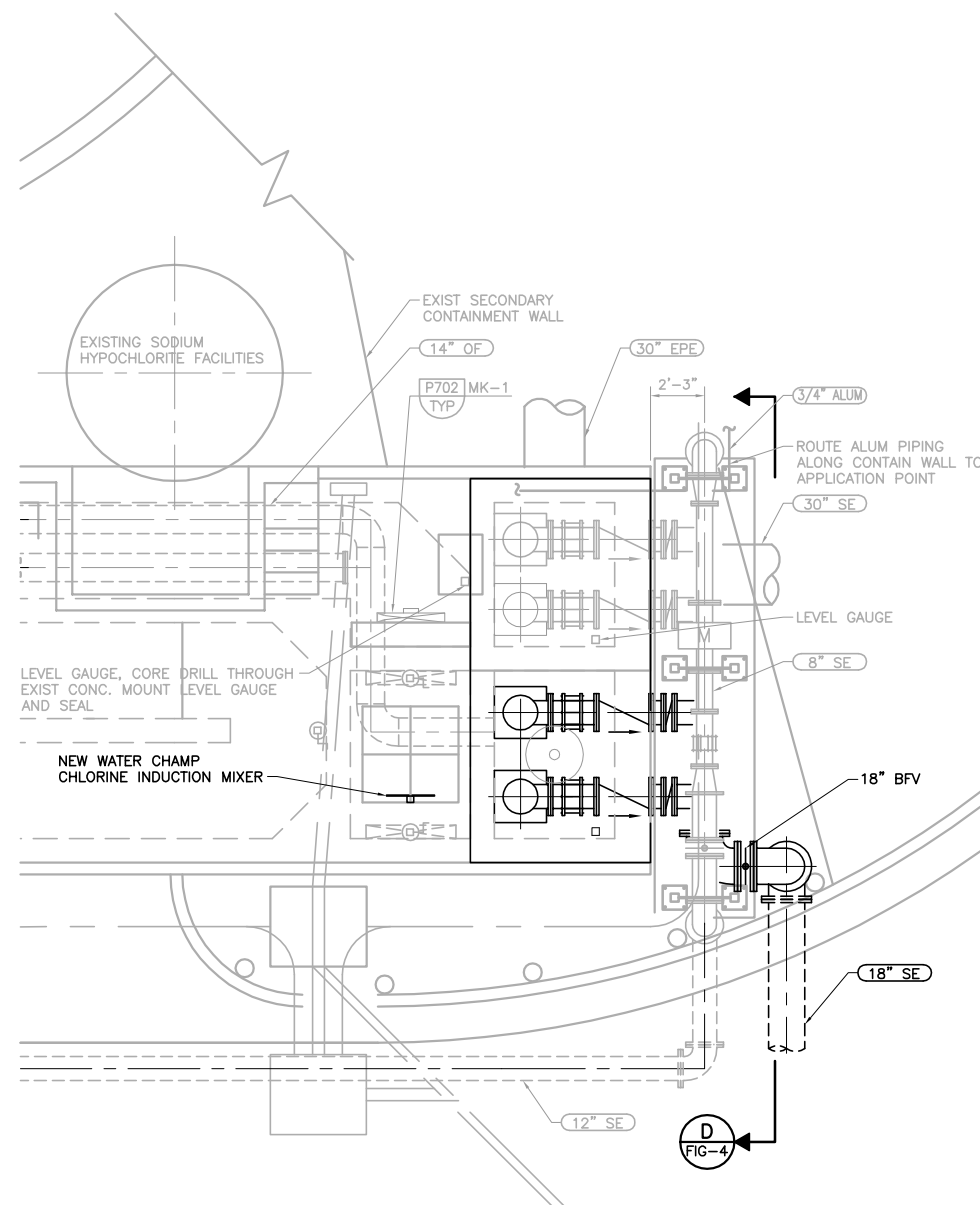 EXIST SECONDARY
CONTAINMENT WALL
EXISTING SODIUM
HYPOCHLORITE FACILITIES
14" OF
30" EPE
P702 MK-1
TYP
2'-3"
3/4" ALUM
ROUTE ALUM PIPING
ALONG CONTAIN WALL TO
APPLICATION POINT
30" SE
LEVEL GAUGE
M
8" SE
LEVEL GAUGE, CORE DRILL THROUGH
EXIST CONC. MOUNT LEVEL GAUGE
AND SEAL
NEW WATER CHAMP
CHLORINE INDUCTION MIXER
18" BFV
18" SE
12" SE
D
FIG-4